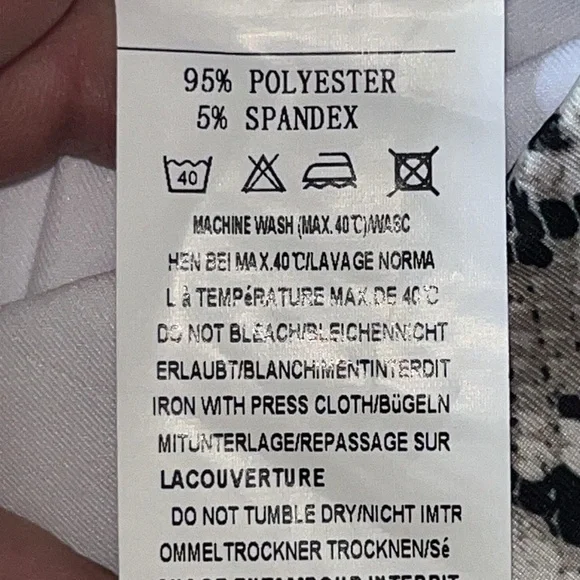 95% POLYESTER
5% SPANDEX
40
MACHINE WASH (MAX.40℃)/WASC
HEN BEI MAX.40℃/LAVAGE NORMA
L à TEMPéRATURE MAX.DE 40℃
DO NOT BLEACH/BLEICHENNICHT
ERLAUBT/BLANCHIMENTINTERDIT
IRON WITH PRESS CLOTH/BüGELN
MITUNTERLAGE/REPASSAGE SUR
LACOUVERTURE
DO NOT TUMBLE DRY/NICHT IMTR
OMMELTROCKNER TROCKNEN/Sé